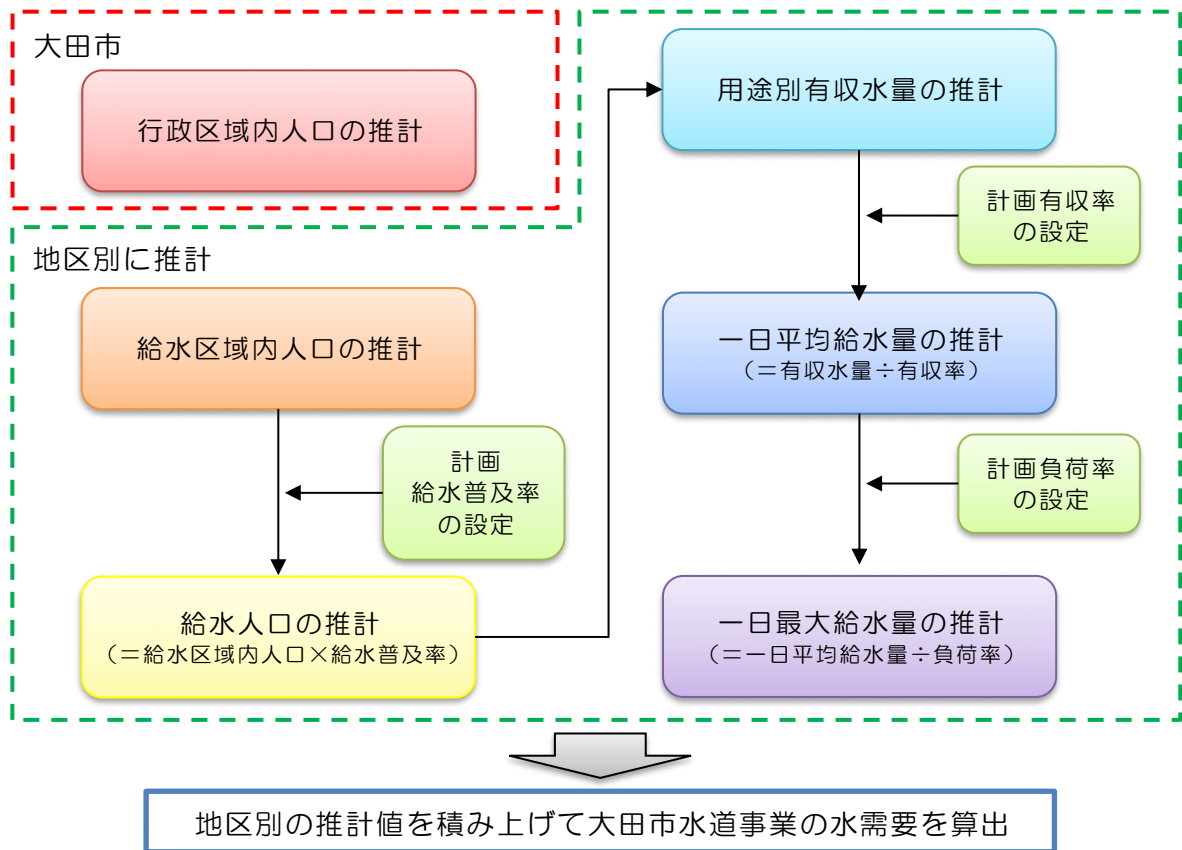 大田市
行政区域内人口の推計
地区別に推計
給水区域内人口の推計
計画
給水普及率
の設定
給水人口の推計
（＝給水区域内人口×給水普及率）
用途別有収水量の推計
計画有収率
の設定
一日平均給水量の推計
（＝有収水量÷有収率）
計画負荷率
の設定
一日最大給水量の推計
（＝一日平均給水量÷負荷率）
地区別の推計値を積み上げて大田市水道事業の水需要を算出